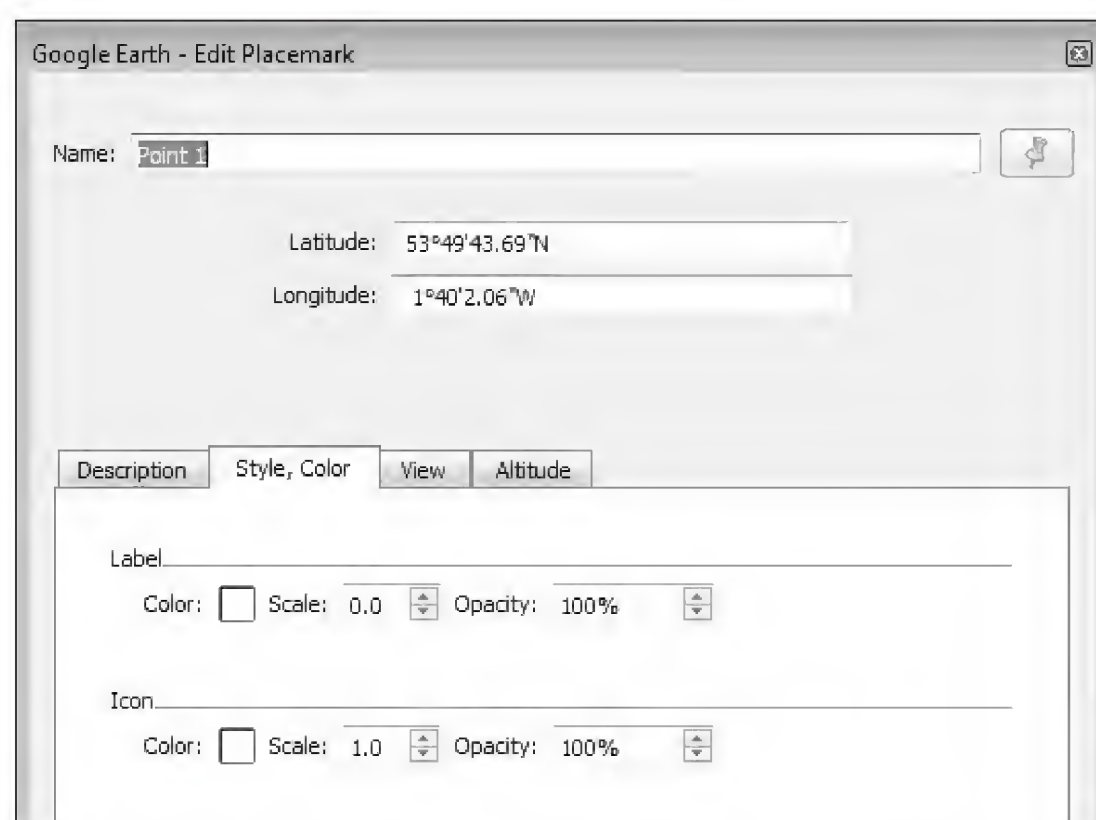 Google Earth - Edit Placemark
Name: Point 1
Latitude: 53°49'43.69"N
Longitude: 1°40'2.06"W
Description Style, Color View Altitude
Label
Color: Scale: 0.0 Opacity: 100%
Icon
Color: Scale: 1.0 Opacity: 100%